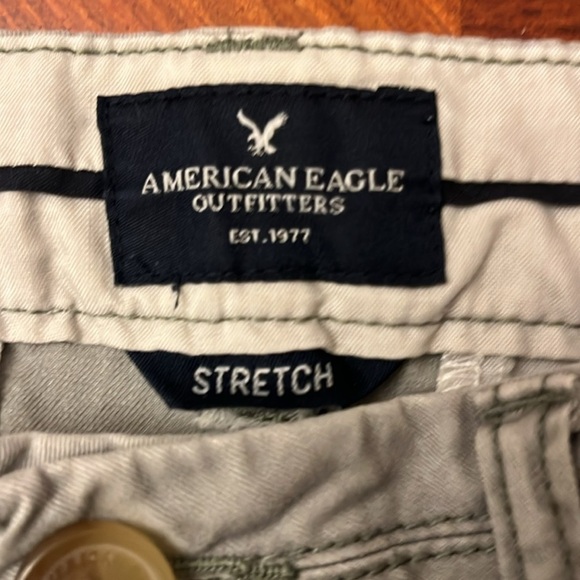 AMERICAN EAGLE
OUTFITTERS
EST. 1977
STRETCH